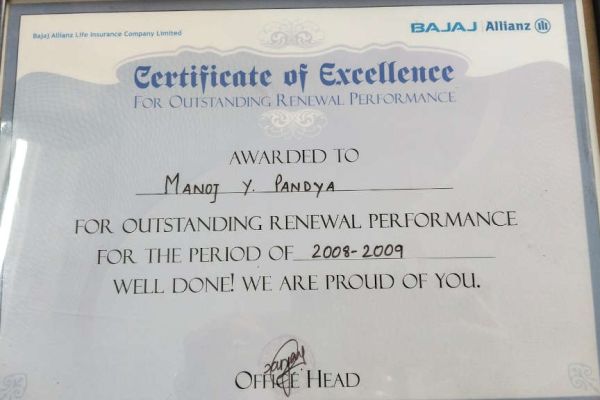 Bajaj Allianz Life Insurance Company Limited
BAJAJ Allianz
Certificate of Excellence
FOR OUTSTANDING RENEWAL PERFORMANCE
AWARDED TO
MANOJ Y. PANDYA
FOR OUTSTANDING RENEWAL PERFORMANCE
FOR THE PERIOD OF 2008-2009
WELL DONE! WE ARE PROUD OF YOU.
OFFICE HEAD